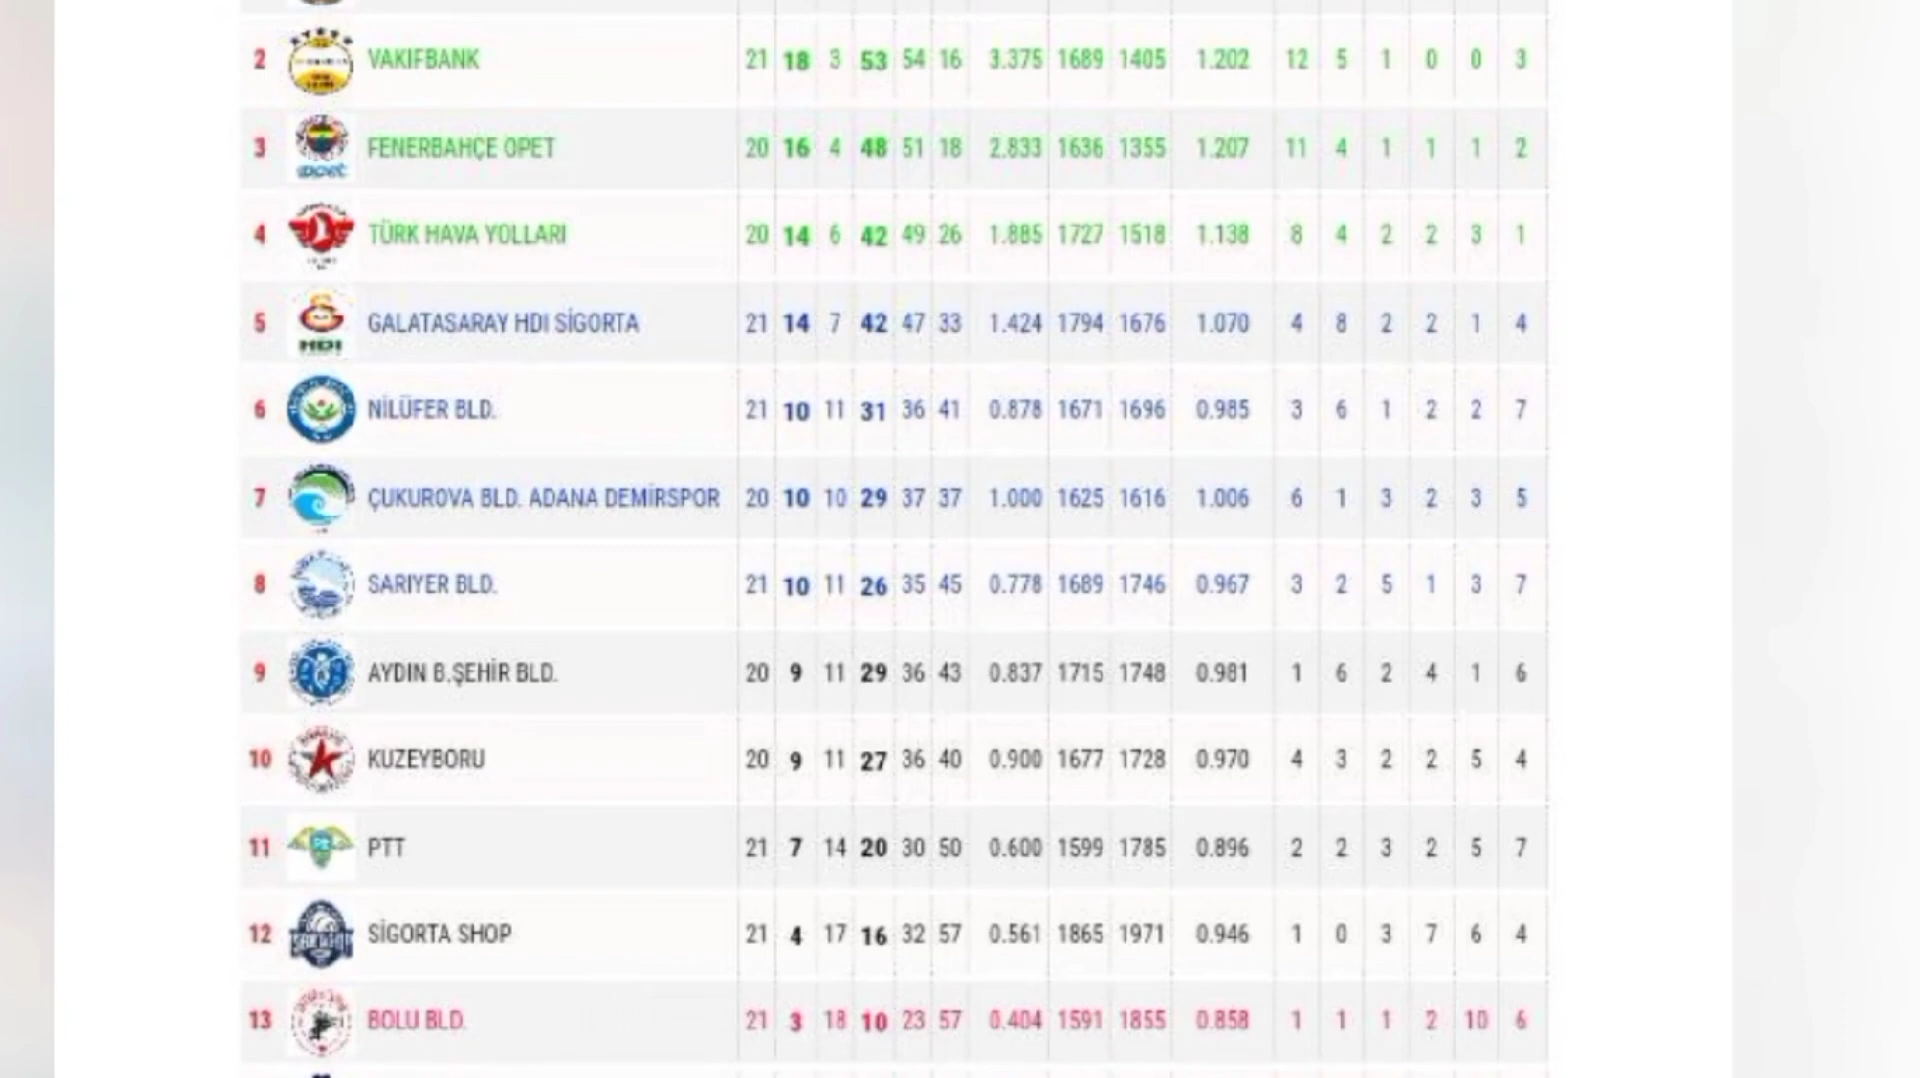 2 VAKIFBANK 21 18 3 53 54 16 3.375 1689 1405 1.202 12 5 1 0 0 3
3 FENERBAHÇE OPET 20 16 4 48 51 18 2.833 1636 1355 1.207 11 4 1 1 1 2
4 TÜRK HAVA YOLLARI 20 14 6 42 49 26 1.885 1727 1518 1.138 8 4 2 2 3 1
HDI
5 GALATASARAY HDI SİGORTA 21 14 7 42 47 33 1.424 1794 1676 1.070 4 8 2 2 1 4
6 NİLÜFER BLD. 21 10 11 31 36 41 0.878 1671 1696 0.985 3 6 1 2 2 7
7 ÇUKUROVA BLD. ADANA DEMİRSPOR 20 10 10 29 37 37 1.000 1625 1616 1.006 6 1 3 2 3 5
8 SARIYER BLD. 21 10 11 26 35 45 0.778 1689 1746 0.967 3 2 5 1 3 7
9 AYDIN B.ŞEHİR BLD. 20 9 11 29 36 43 0.837 1715 1748 0.981 1 6 2 4 1 6
10 KUZEYBORU 20 9 11 27 36 40 0.900 1677 1728 0.970 4 3 2 2 5 4
11 PTT 21 7 14 20 30 50 0.600 1599 1785 0.896 2 2 3 2 5 7
12 SİGORTA SHOP 21 4 17 16 32 57 0.561 1865 1971 0.946 1 0 3 7 6 4
13 BOLU BLD. 21 3 18 10 23 57 0.404 1591 1855 0.858 1 1 1 2 10 6